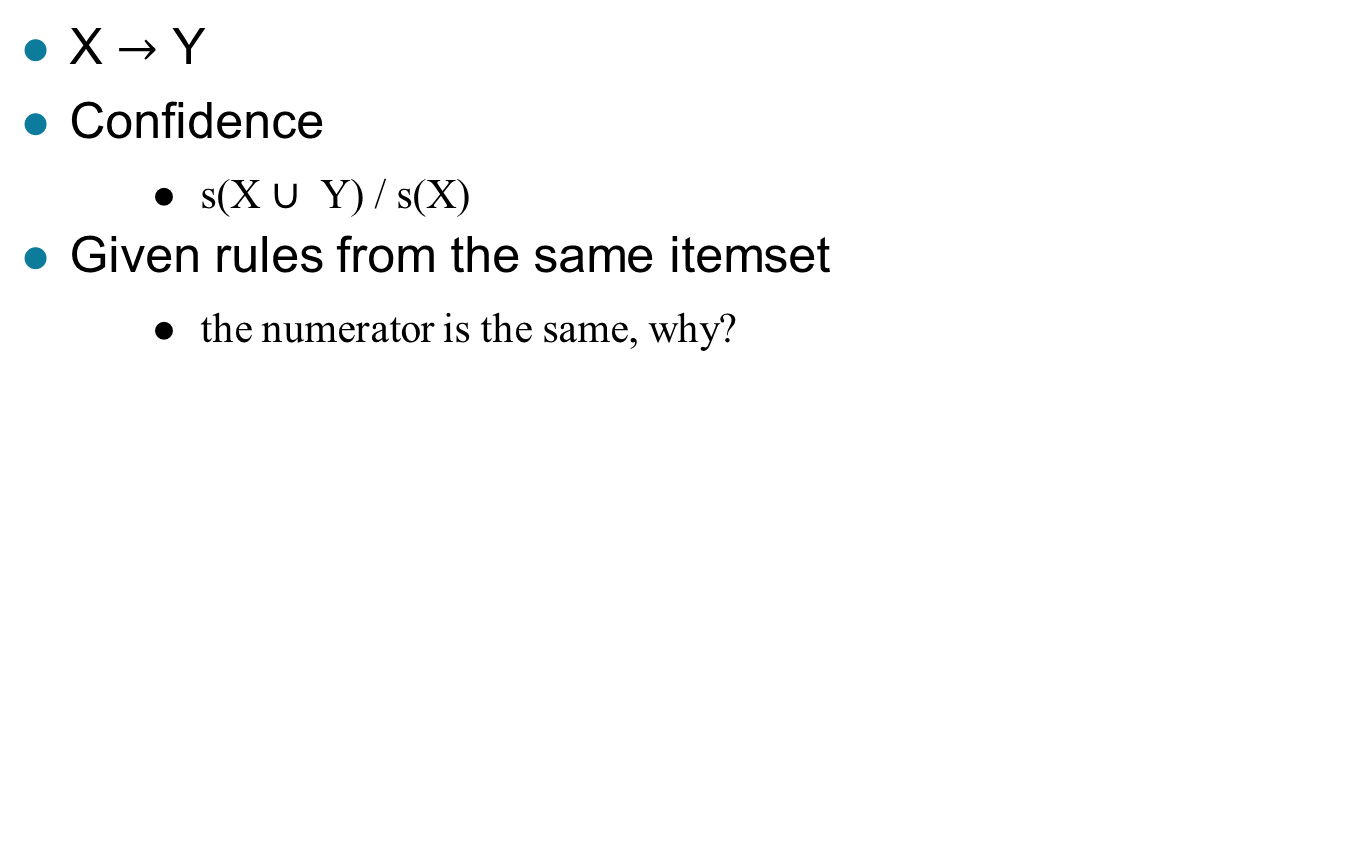 ● X → Y
● Confidence
● s(X ∪ Y) / s(X)
● Given rules from the same itemset
● the numerator is the same, why?